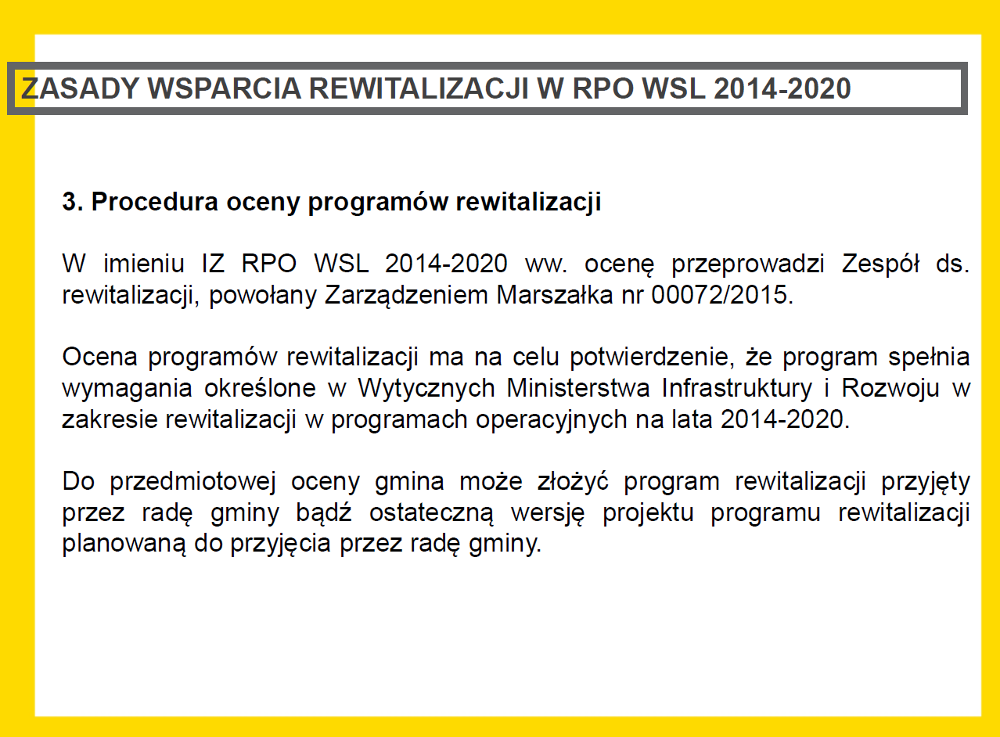 ZASADY WSPARCIA REWITALIZACJI W RPO WSL 2014-2020
3. Procedura oceny programów rewitalizacji
W imieniu IZ RPO WSL 2014-2020 ww. ocenę przeprowadzi Zespół ds.
rewitalizacji, powołany Zarządzeniem Marszałka nr 00072/2015.
Ocena programów rewitalizacji ma na celu potwierdzenie, że program spełnia
wymagania określone w Wytycznych Ministerstwa Infrastruktury i Rozwoju w
zakresie rewitalizacji w programach operacyjnych na lata 2014-2020.
Do przedmiotowej oceny gmina może złożyć program rewitalizacji przyjęty
przez radę gminy bądź ostateczną wersję projektu programu rewitalizacji
planowaną do przyjęcia przez radę gminy.